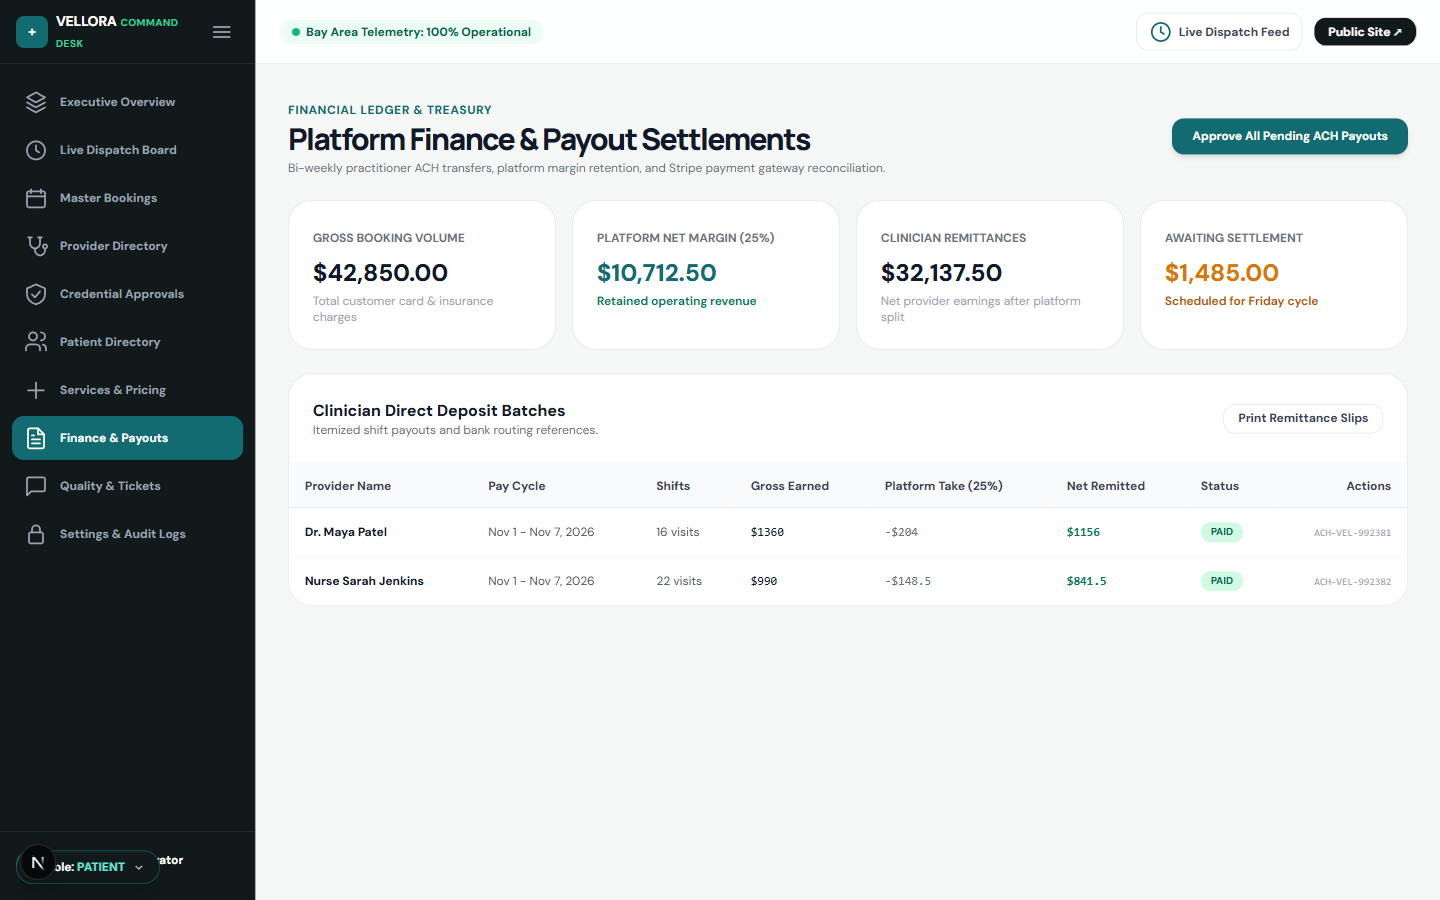 VELLORA COMMAND DESK
Bay Area Telemetry: 100% Operational
Live Dispatch Feed
Public Site ↗
Executive Overview
Live Dispatch Board
Master Bookings
Provider Directory
Credential Approvals
Patient Directory
Services & Pricing
Finance & Payouts
Quality & Tickets
Settings & Audit Logs
FINANCIAL LEDGER & TREASURY
Platform Finance & Payout Settlements
Bi-weekly practitioner ACH transfers, platform margin retention, and Stripe payment gateway reconciliation.
Approve All Pending ACH Payouts
GROSS BOOKING VOLUME
$42,850.00
Total customer card & insurance
charges
PLATFORM NET MARGIN (25%)
$10,712.50
Retained operating revenue
CLINICIAN REMITTANCES
$32,137.50
Net provider earnings after platform
split
AWAITING SETTLEMENT
$1,485.00
Scheduled for Friday cycle
Clinician Direct Deposit Batches
Itemized shift payouts and bank routing references.
Print Remittance Slips
Provider Name Pay Cycle Shifts Gross Earned Platform Take (25%) Net Remitted Status Actions
Dr. Maya Patel Nov 1 - Nov 7, 2026 16 visits $1360 -$204 $1156 PAID ACH-VEL-992381
Nurse Sarah Jenkins Nov 1 - Nov 7, 2026 22 visits $990 -$148.5 $841.5 PAID ACH-VEL-992382
N
PATIENT